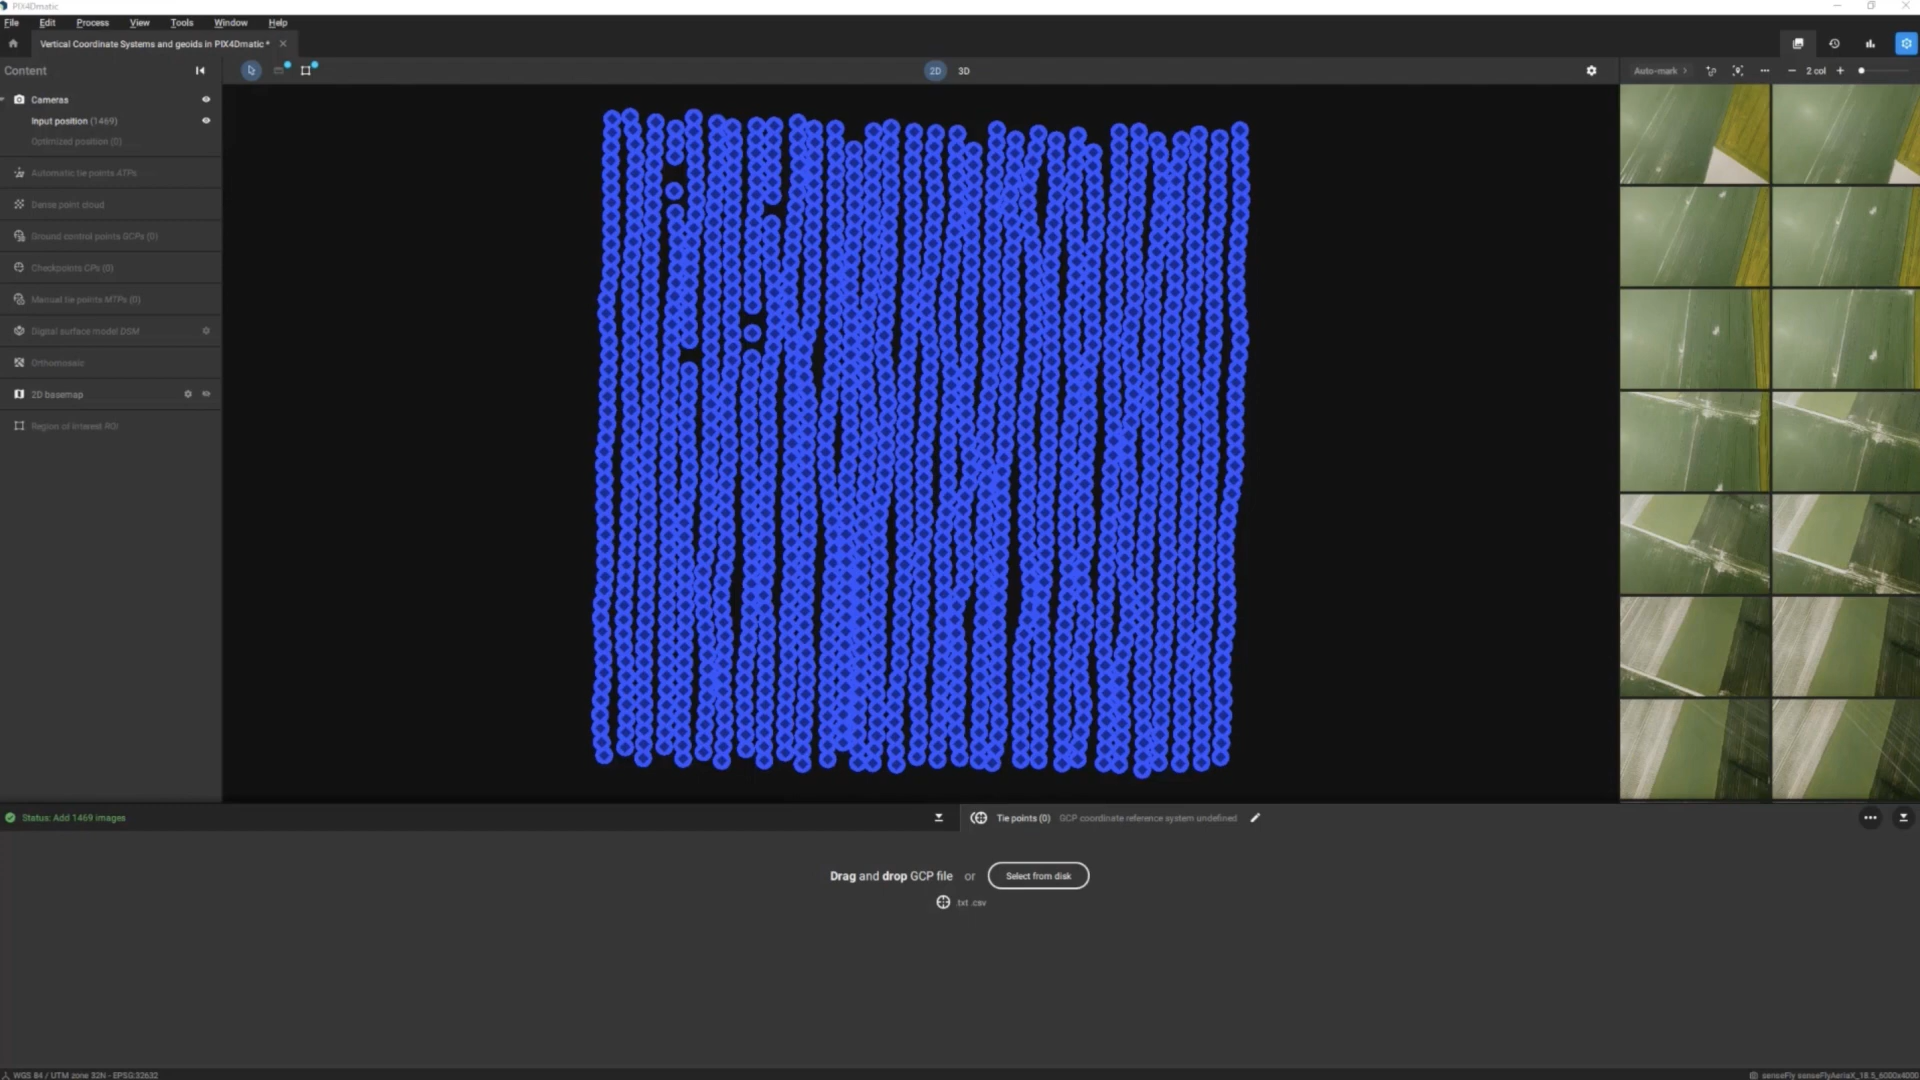 PIX4Dmatic
File Edit Process View Tools Window Help
Vertical Coordinate Systems and geoids in PIX4Dmatic *
Content
2D 3D
Auto-mark
2 col
Cameras
Input position (1469)
Optimized position (0)
Automatic tie points ATPs
Dense point cloud
Ground control points GCPs (0)
Checkpoints CPs (0)
Manual tie points MTPs (0)
Digital surface model DSM
Orthomosaic
2D basemap
Region of interest ROI
Status: Add 1469 images
Tie points (0) GCP coordinate reference system undefined
Drag and drop GCP file or Select from disk
.txt .csv
WGS 84 / UTM zone 32N - EPSG:32632
senseFly senseFlyAeriaX_18.5_6000x4000